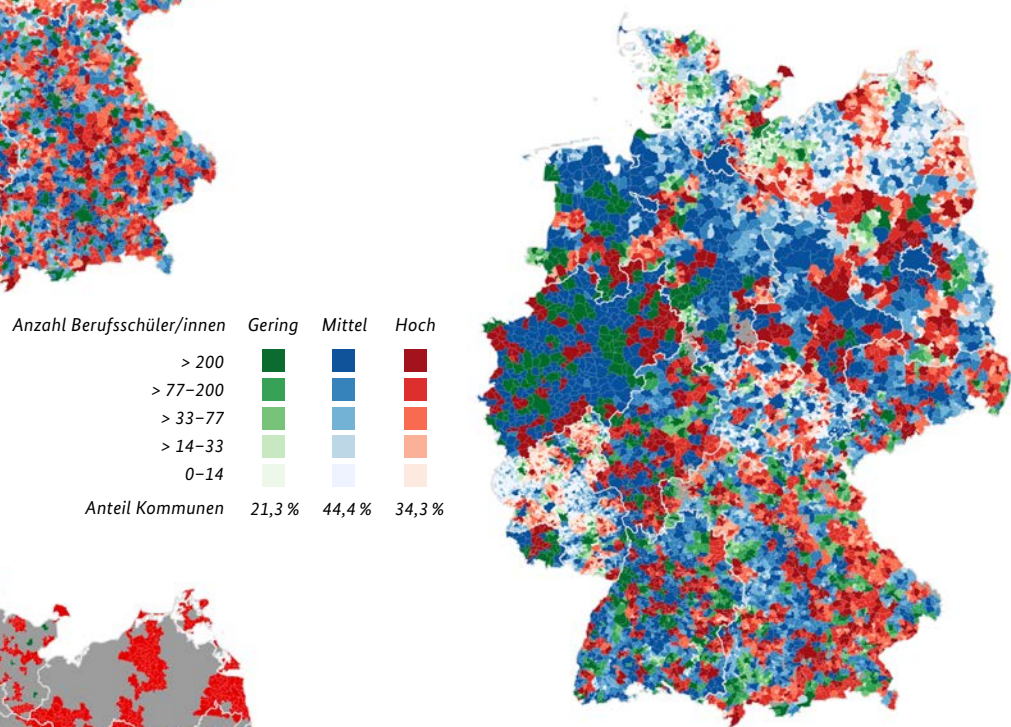 Anzahl Berufsschüler/innen Gering Mittel Hoch
> 200
> 77–200
> 33–77
> 14–33
0–14
Anteil Kommunen 21,3 % 44,4 % 34,3 %